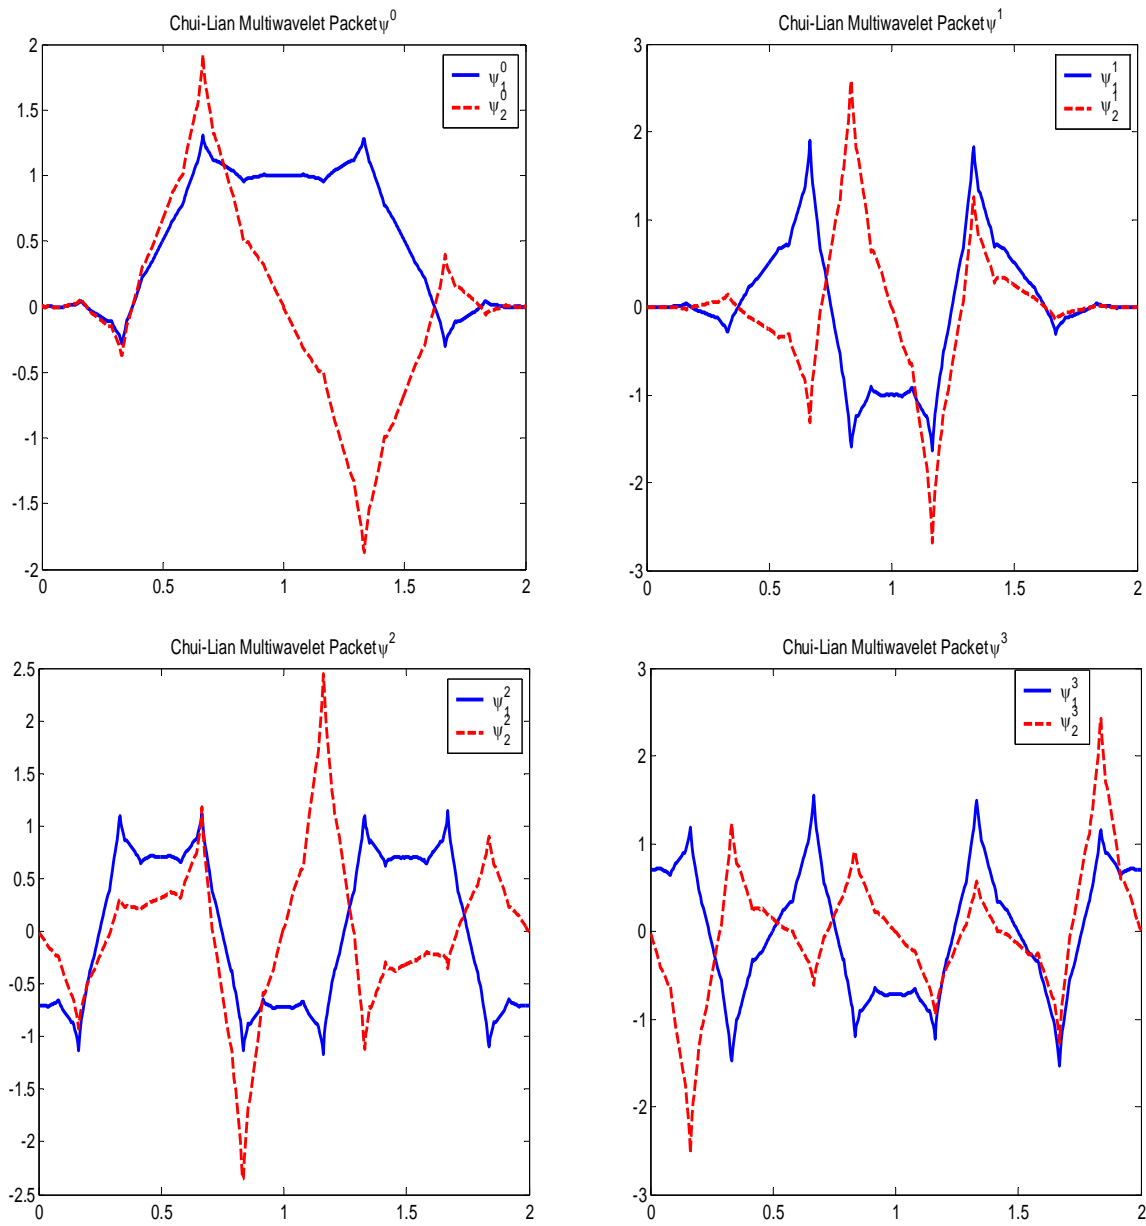 Chui-Lian Multiwavelet Packet ψ^0
2
1.5
1
0.5
0
-0.5
-1
-1.5
-2
0 0.5 1 1.5 2
ψ_1^0
ψ_2^0
Chui-Lian Multiwavelet Packet ψ^1
3
2
1
0
-1
-2
-3
0 0.5 1 1.5 2
ψ_1^1
ψ_2^1
Chui-Lian Multiwavelet Packet ψ^2
2.5
2
1.5
1
0.5
0
-0.5
-1
-1.5
-2
-2.5
0 0.5 1 1.5 2
ψ_1^2
ψ_2^2
Chui-Lian Multiwavelet Packet ψ^3
3
2
1
0
-1
-2
-3
0 0.5 1 1.5 2
ψ_1^3
ψ_2^3